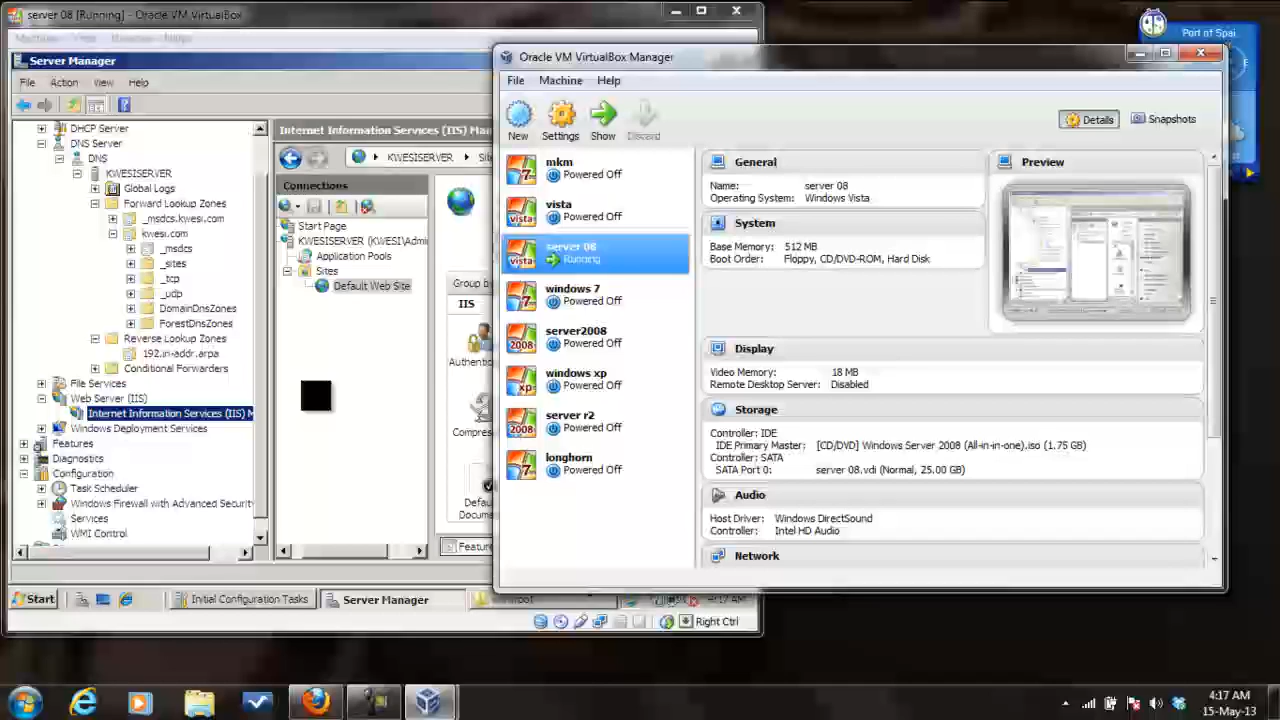 server 08 [Running] - Oracle VM VirtualBox
Server Manager
File Action View Help
DHCP Server
DNS Server
DNS
KWESISERVER
Global Logs
Forward Lookup Zones
_msdcs.kwesi.com
kwesi.com
_msdcs
_sites
_tcp
_udp
DomainDnsZones
ForestDnsZones
Reverse Lookup Zones
192.in-addr.arpa
Conditional Forwarders
File Services
Web Server (IIS)
Internet Information Services (IIS) M
Windows Deployment Services
Features
Diagnostics
Configuration
Task Scheduler
Windows Firewall with Advanced Security
Services
WMI Control
Internet Information Services (IIS) Man
KWESISERVER
Connections
Start Page
KWESISERVER (KWESI\Admini
Application Pools
Sites
Default Web Site
Group b
IIS
Authentic
Compres
Defau
Docume
Feature
Start
Initial Configuration Tasks
Server Manager
4:17 AM
Right Ctrl
Oracle VM VirtualBox Manager
File Machine Help
New Settings Show Discard
Details
Snapshots
mkm
Powered Off
vista
Powered Off
server 08
Running
windows 7
Powered Off
server2008
Powered Off
windows xp
Powered Off
server r2
Powered Off
longhorn
Powered Off
General
Name: server 08
Operating System: Windows Vista
System
Base Memory: 512 MB
Boot Order: Floppy, CD/DVD-ROM, Hard Disk
Preview
Display
Video Memory: 18 MB
Remote Desktop Server: Disabled
Storage
Controller: IDE
IDE Primary Master: [CD/DVD] Windows Server 2008 (All-in-in-one).iso (1.75 GB)
Controller: SATA
SATA Port 0: server 08.vdi (Normal, 25.00 GB)
Audio
Host Driver: Windows DirectSound
Controller: Intel HD Audio
Network
Port of Spai
4:17 AM
15-May-13